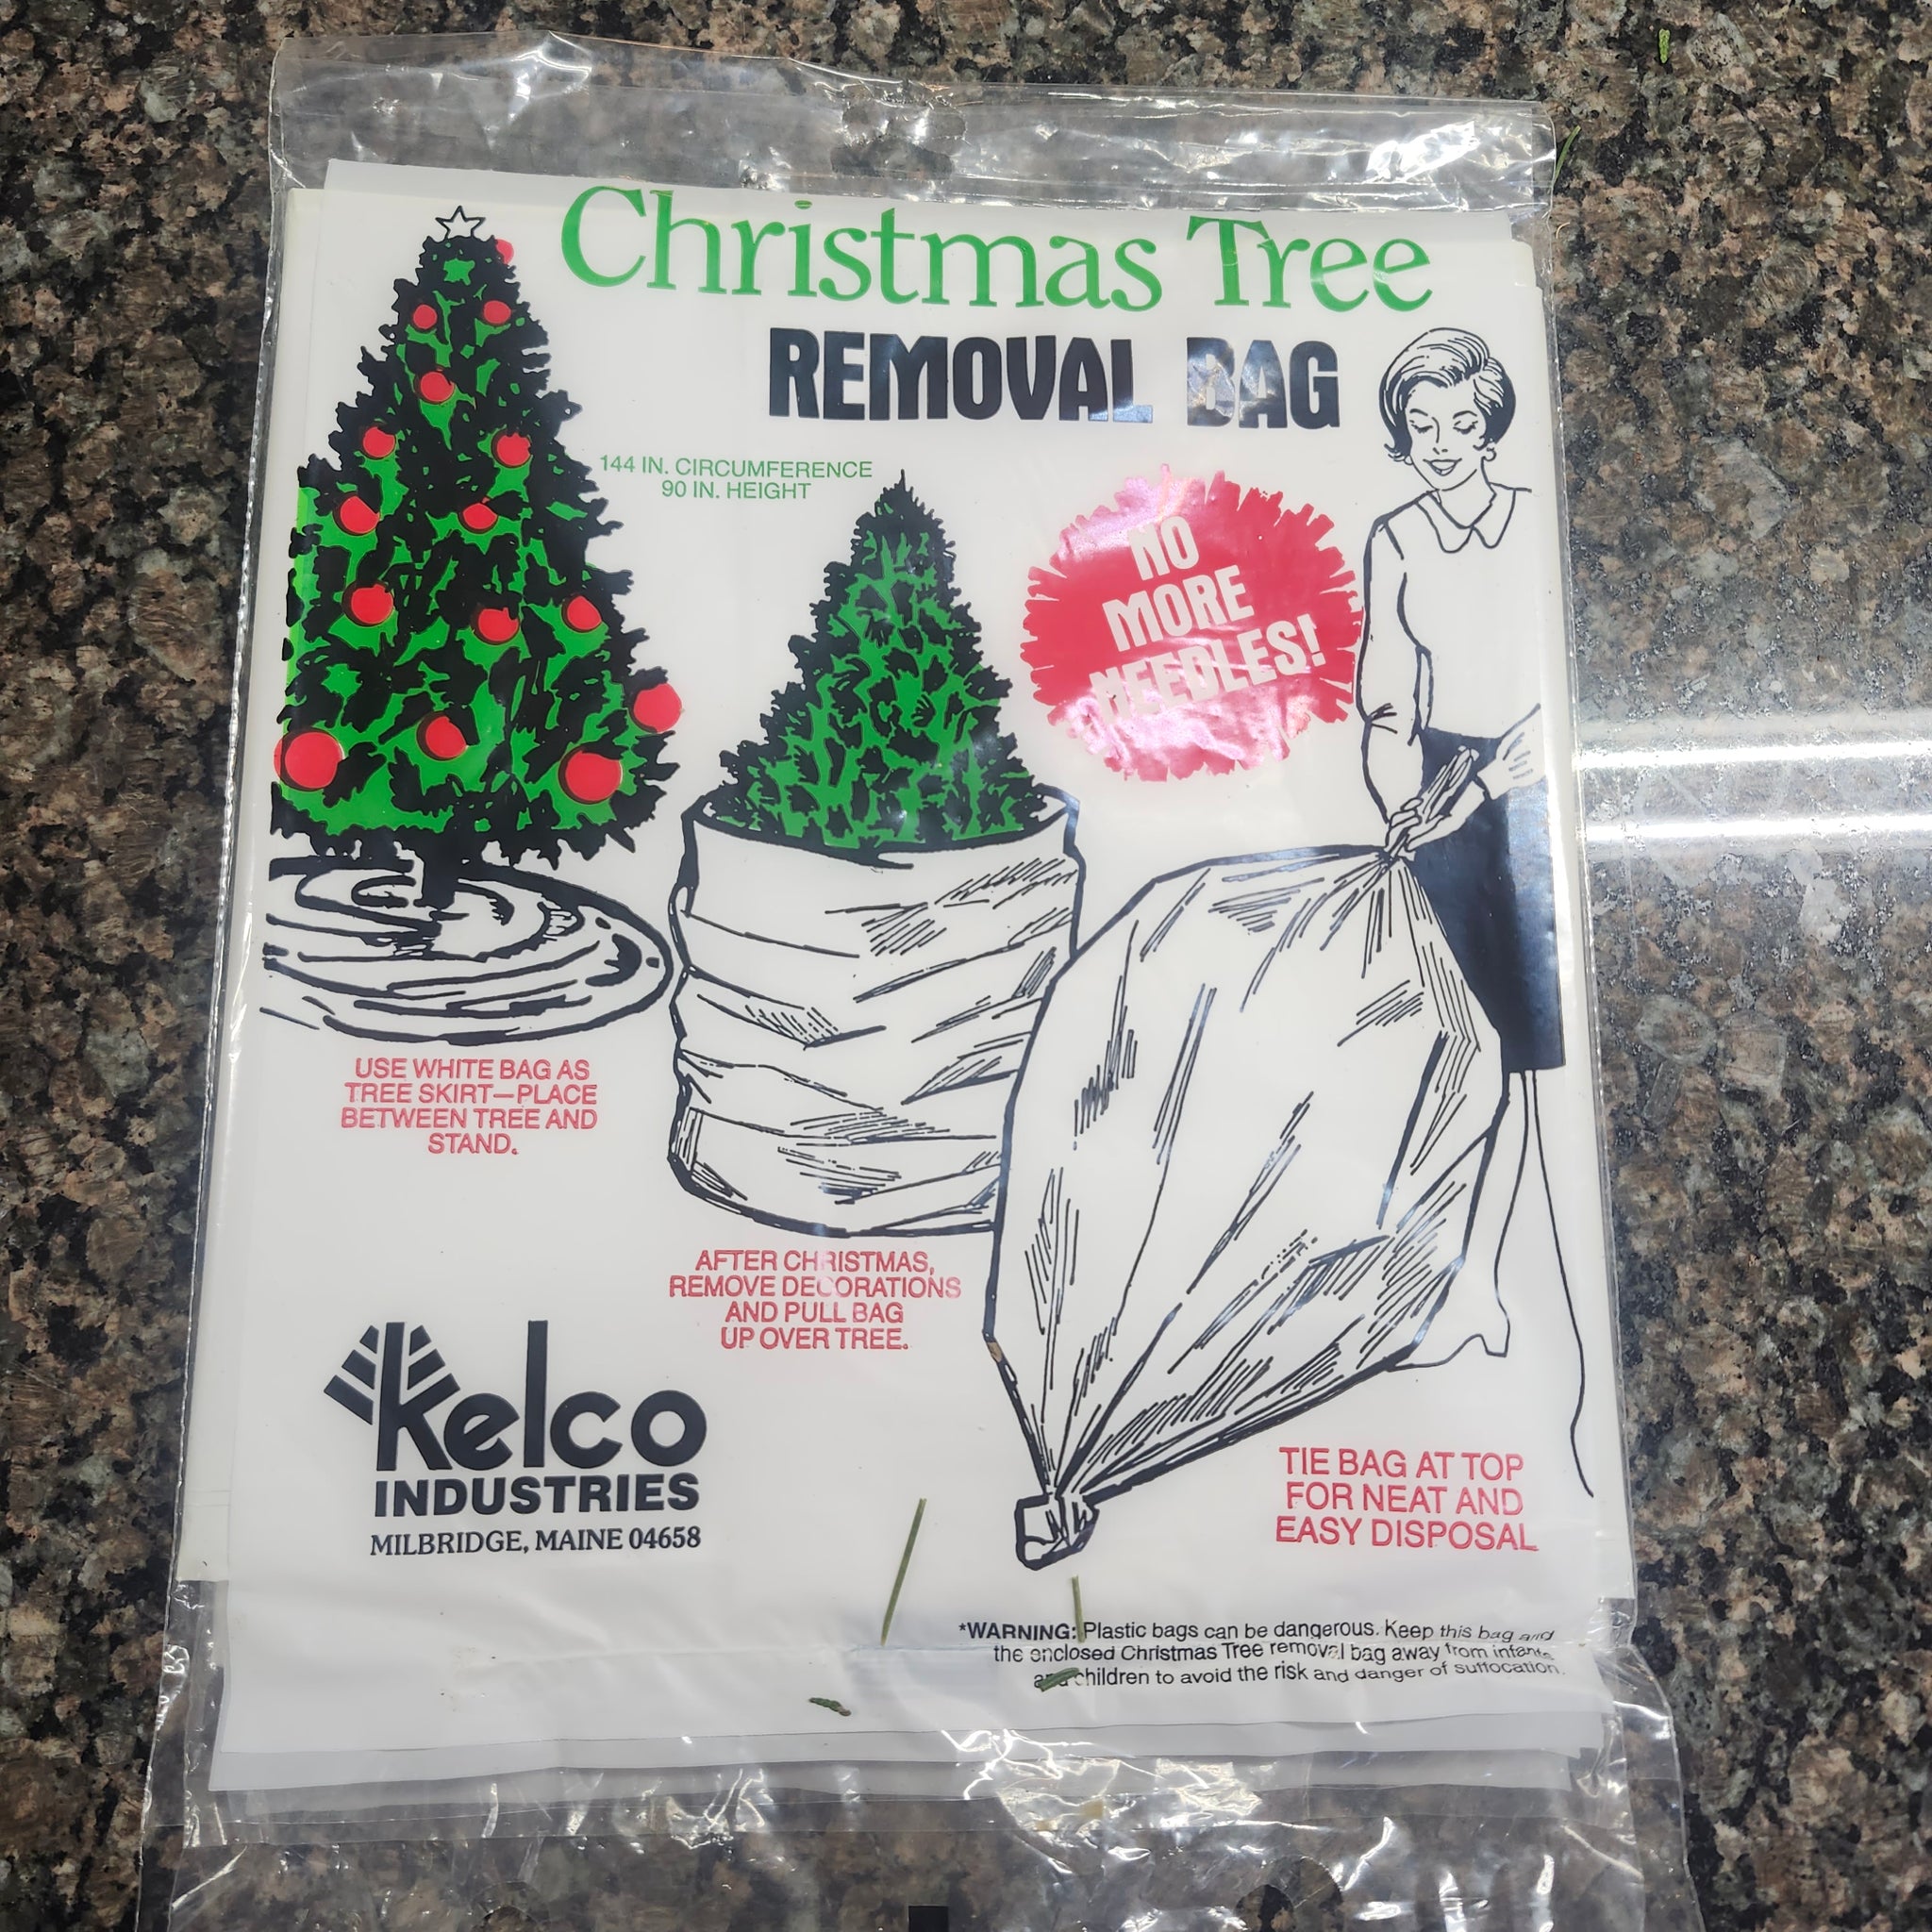 Christmas Tree
REMOVAL BAG
144 IN. CIRCUMFERENCE
90 IN. HEIGHT
NO
MORE
NEEDLES!
USE WHITE BAG AS
TREE SKIRT—PLACE
BETWEEN TREE AND
STAND.
AFTER CHRISTMAS,
REMOVE DECORATIONS
AND PULL BAG
UP OVER TREE.
kelco
INDUSTRIES
MILBRIDGE, MAINE 04658
TIE BAG AT TOP
FOR NEAT AND
EASY DISPOSAL
*WARNING: Plastic bags can be dangerous. Keep this bag and
the enclosed Christmas Tree removal bag away from infants
and children to avoid the risk and danger of suffocation.